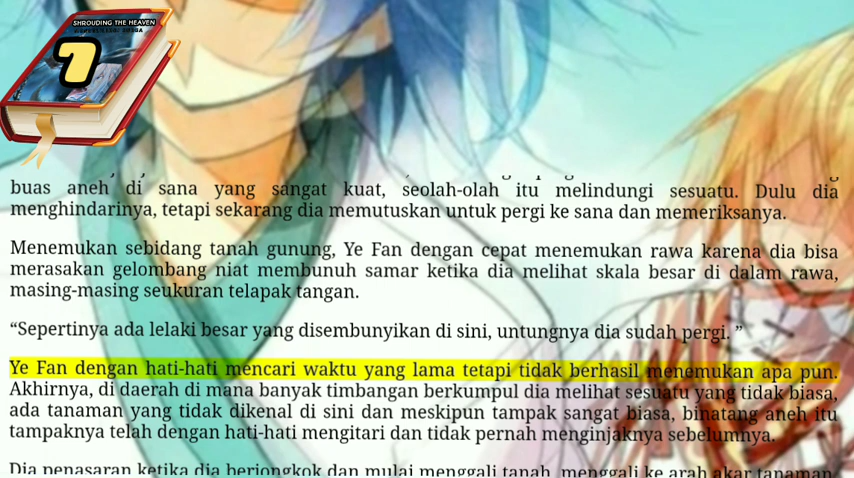 SHROUDING THE HEAVEN
7
buas aneh di sana yang sangat kuat, seolah-olah itu melindungi sesuatu. Dulu dia
menghindarinya, tetapi sekarang dia memutuskan untuk pergi ke sana dan memeriksanya.
Menemukan sebidang tanah gunung, Ye Fan dengan cepat menemukan rawa karena dia bisa
merasakan gelombang niat membunuh samar ketika dia melihat skala besar di dalam rawa,
masing-masing seukuran telapak tangan.
“Sepertinya ada lelaki besar yang disembunyikan di sini, untungnya dia sudah pergi. ”
Ye Fan dengan hati-hati mencari waktu yang lama tetapi tidak berhasil menemukan apa pun.
Akhirnya, di daerah di mana banyak timbangan berkumpul dia melihat sesuatu yang tidak biasa,
ada tanaman yang tidak dikenal di sini dan meskipun tampak sangat biasa, binatang aneh itu
tampaknya telah dengan hati-hati mengitari dan tidak pernah menginjaknya sebelumnya.
Dia penasaran ketika dia berjongkok dan mulai menggali tanah, menggali ke arah akar tanaman.